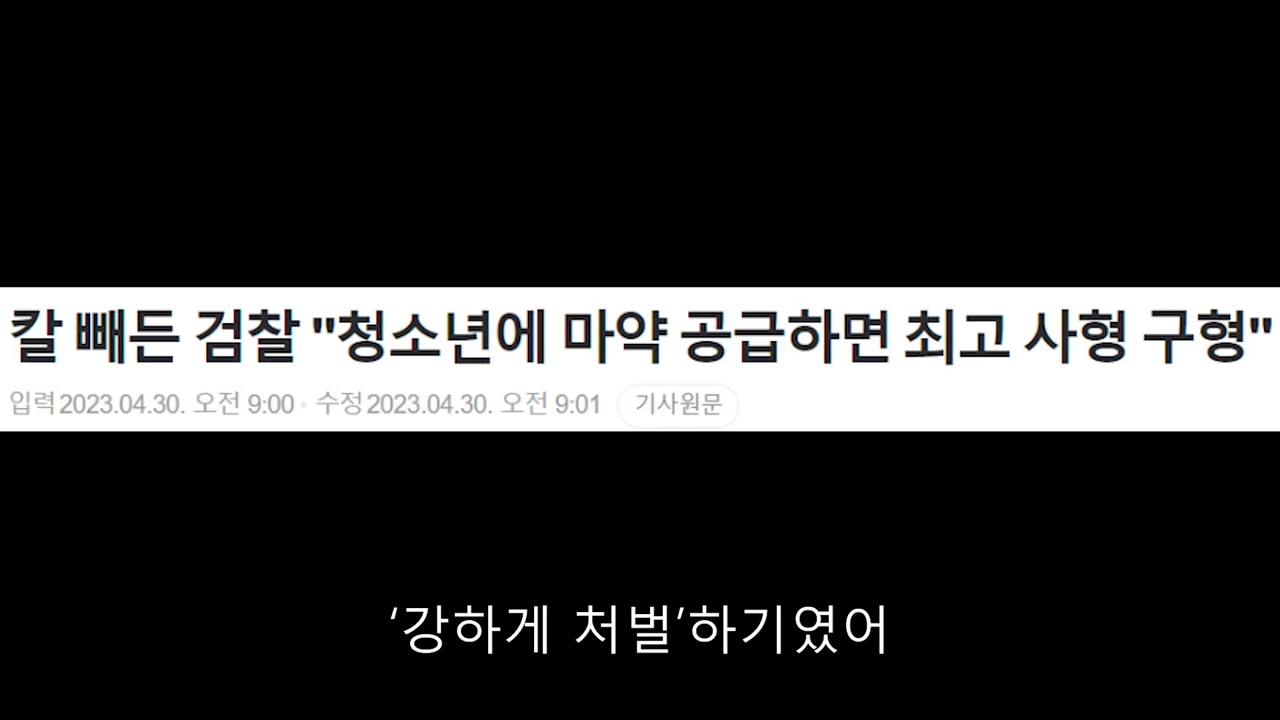 칼 빼든 검찰 "청소년에 마약 공급하면 최고 사형 구형"
입력 2023.04.30. 오전 9:00 · 수정 2023.04.30. 오전 9:01 기사원문
‘강하게 처벌’하기였어